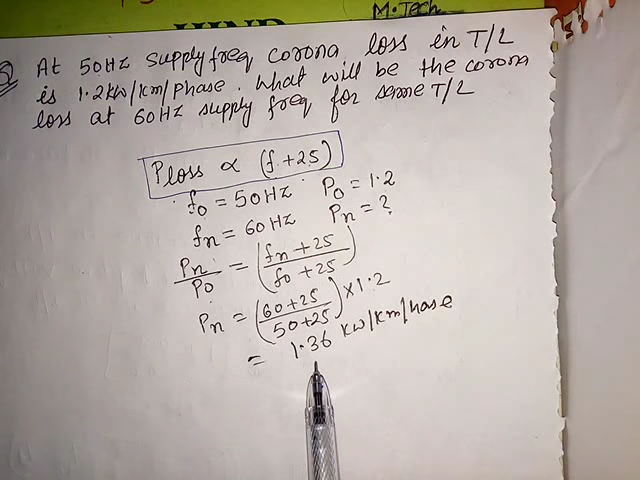 M.Tech
Q At 50Hz supply freq corona loss in T/L
is 1.2kw/km/phase. What will be the corona
loss at 60Hz supply freq for same T/L
Ploss ∝ (f+25)
f0 = 50Hz P0 = 1.2
fn = 60Hz Pn = ?
Pn/P0 = (fn+25/f0+25)
Pn = (60+25/50+25) × 1.2
= 1.36 kw/km/phase